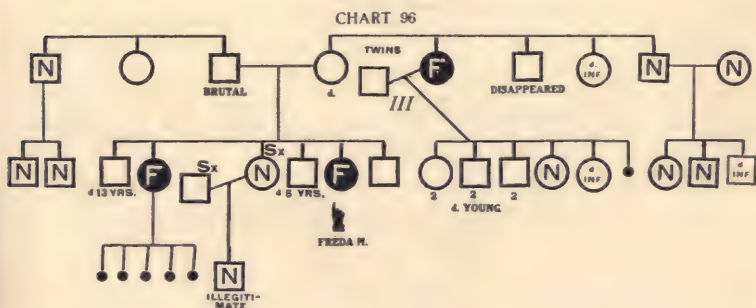 CHART 96
TWINS
N F d. INF N N
BRUTAL d. III DISAPPEARED
Sx Sx
N N F N F N d. INF N N d. INF
d 13 YRS. d 5 YRS. 2 2 2
d. YOUNG
FREDA M.
N
ILLEGITI-
MATE